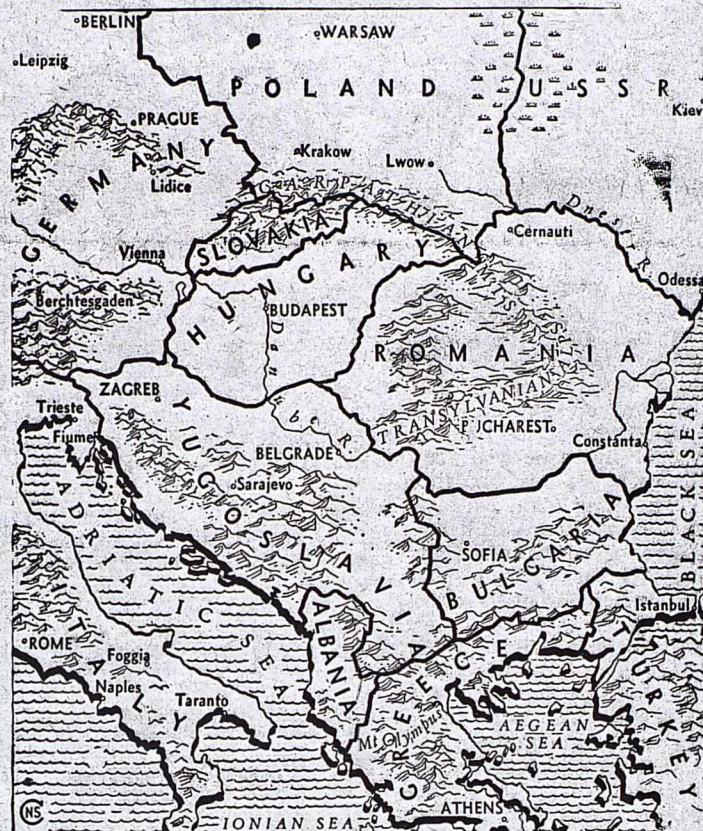 BERLIN
WARSAW
Leipzig
POLAND
USSR
Kiev
PRAGUE
GERMANY
Krakow
Lwow
Lidice
CARPATHIAN
Dnestr R
SLOVAKIA
Cernauti
Vienna
HUNGARY
Odessa
Berchtesgaden
BUDAPEST
Danube R
ROMANIA
ZAGREB
TRANSYLVANIAN
Trieste
YUGOSLAVIA
Fiume
BUCHAREST
Constanta
BELGRADE
BLACK SEA
Sarajevo
ADRIATIC SEA
SOFIA
BULGARIA
ALBANIA
Istanbul
ITALY
ROME
Foggia
GREECE
TURKEY
Naples
Taranto
AEGEAN
SEA
Mt Olympus
NS
IONIAN SEA
ATHENS